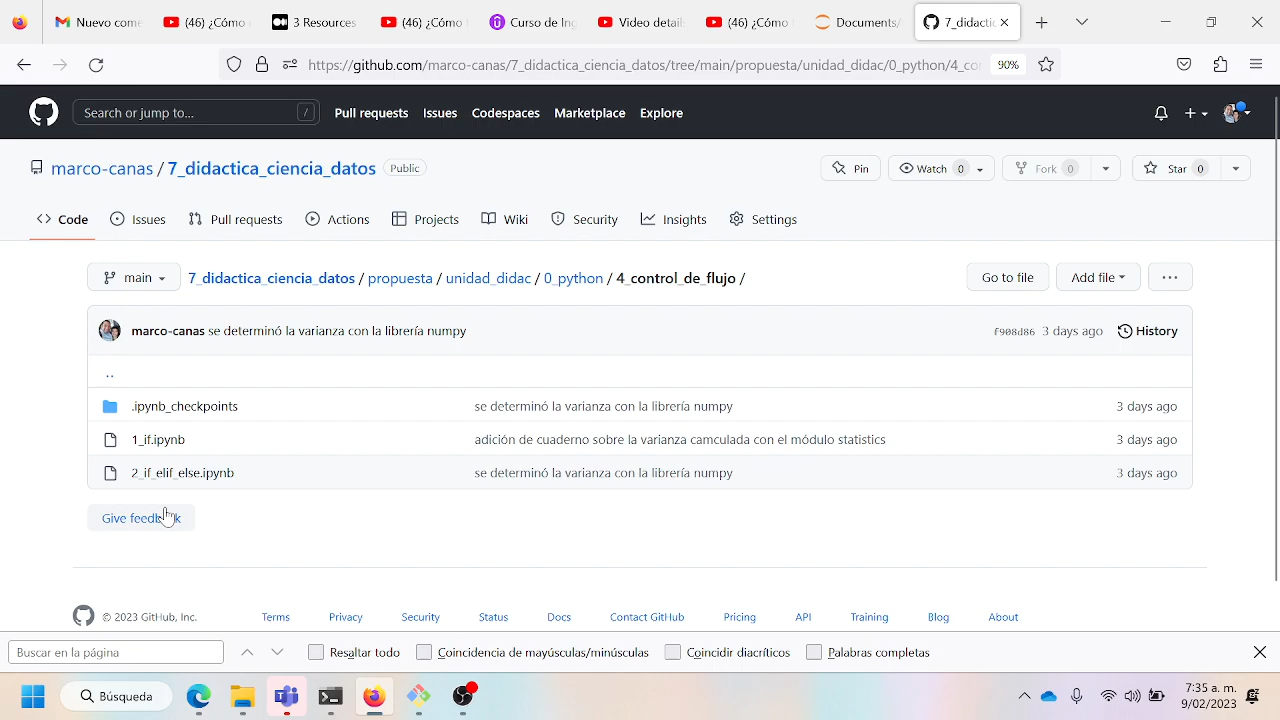 Nuevo come
(46) ¿Cómo
3 Resources
(46) ¿Cómo
Curso de Ing
Video details
(46) ¿Cómo
Documents/
7_didactic
https://github.com/marco-canas/7_didactica_ciencia_datos/tree/main/propuesta/unidad_didac/0_python/4_co
90%
Search or jump to...
/
Pull requests
Issues
Codespaces
Marketplace
Explore
marco-canas / 7_didactica_ciencia_datos
Public
Pin
Watch 0
Fork 0
Star 0
Code
Issues
Pull requests
Actions
Projects
Wiki
Security
Insights
Settings
main
7_didactica_ciencia_datos / propuesta / unidad_didac / 0_python / 4_control_de_flujo /
Go to file
Add file
...
marco-canas se determinó la varianza con la librería numpy
f908d86 3 days ago
History
..
.ipynb_checkpoints
se determinó la varianza con la librería numpy
3 days ago
1_if.ipynb
adición de cuaderno sobre la varianza camculada con el módulo statistics
3 days ago
2_if_elif_else.ipynb
se determinó la varianza con la librería numpy
3 days ago
Give feedback
© 2023 GitHub, Inc.
Terms
Privacy
Security
Status
Docs
Contact GitHub
Pricing
API
Training
Blog
About
Buscar en la página
Resaltar todo
Coincidencia de mayúsculas/minúsculas
Coincidir diacríticos
Palabras completas
Búsqueda
7:35 a. m.
9/02/2023